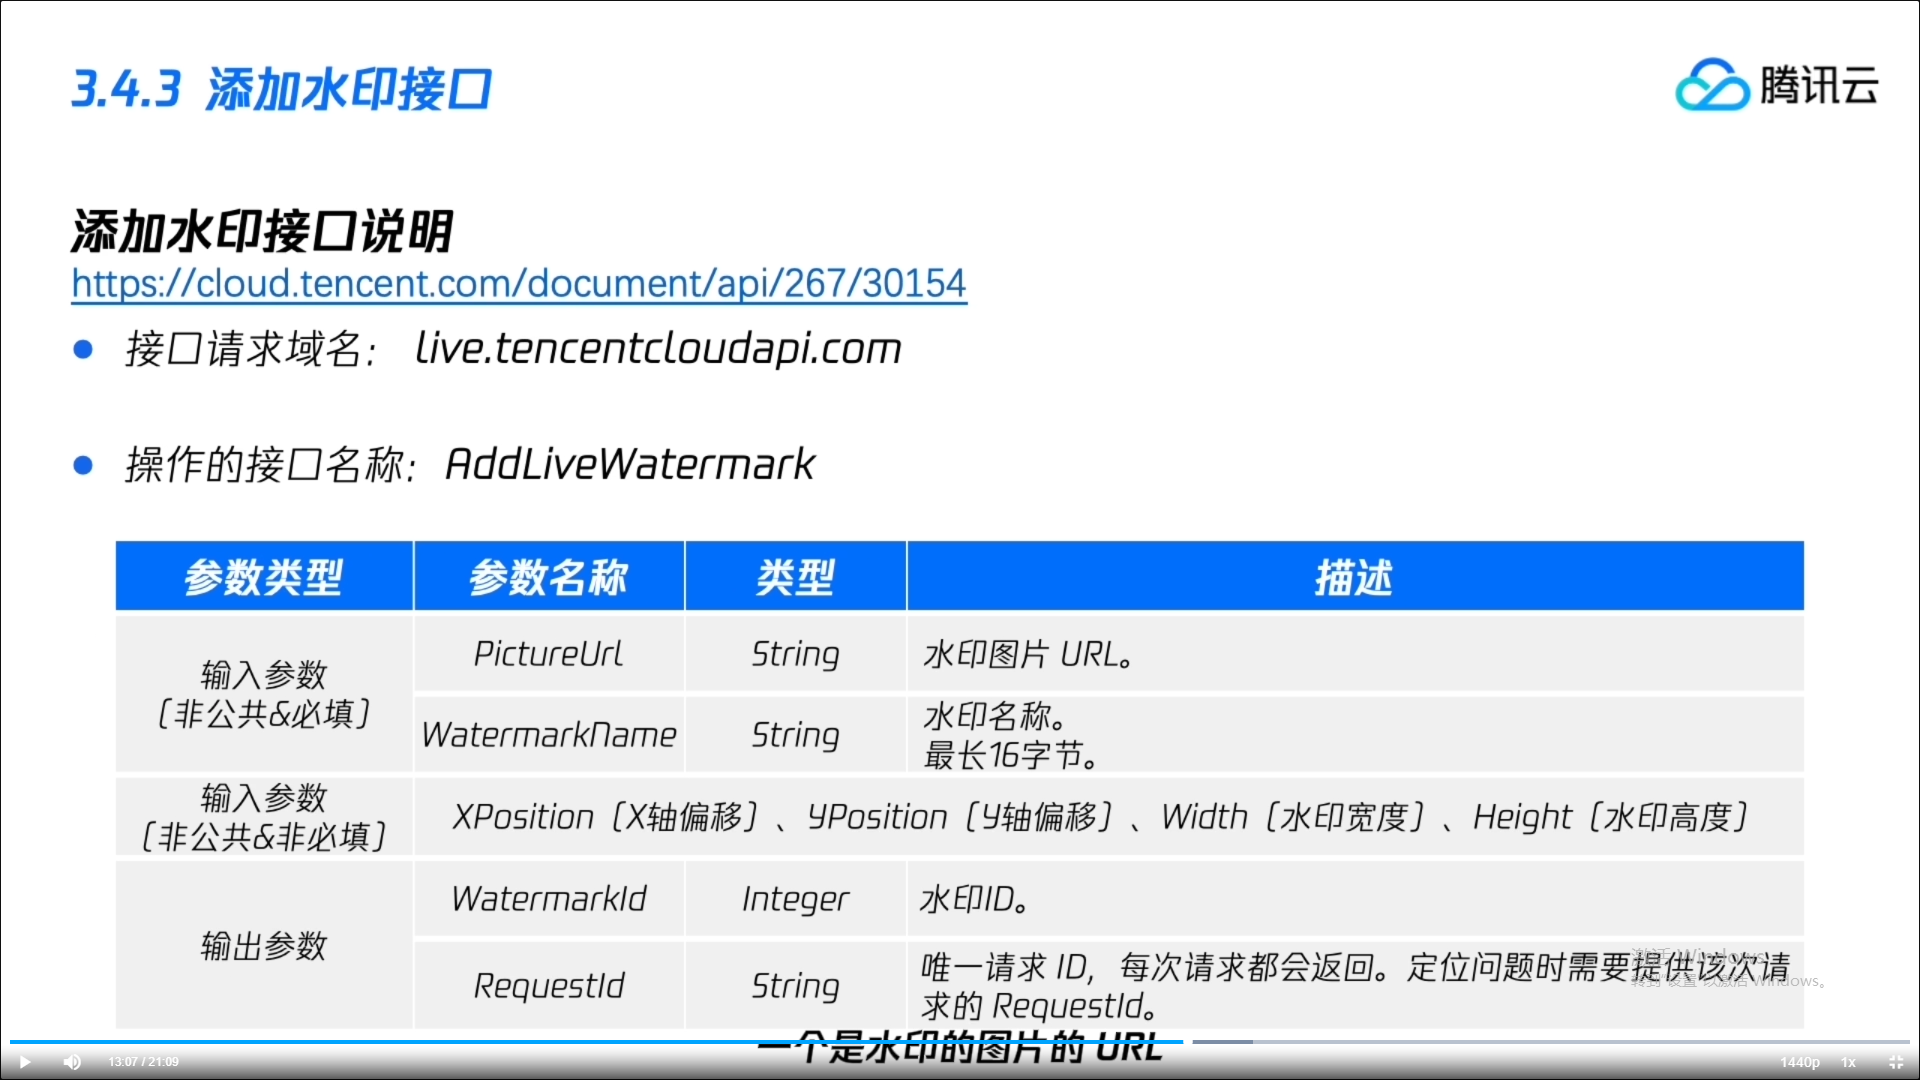 3.4.3 添加水印接口
腾讯云
添加水印接口说明
https://cloud.tencent.com/document/api/267/30154
接口请求域名： live.tencentcloudapi.com
操作的接口名称：AddLiveWatermark
参数类型 参数名称 类型 描述
输入参数
（非公共&必填）
PictureUrl String 水印图片 URL。
WatermarkName String 水印名称。
最长16字节。
输入参数
（非公共&非必填）
XPosition（X轴偏移）、YPosition（Y轴偏移）、Width（水印宽度）、Height（水印高度）
输出参数
WatermarkId Integer 水印ID。
RequestId String 唯一请求 ID，每次请求都会返回。定位问题时需要提供该次请
求的 RequestId。
激活 Windows
转到"设置"以激活 Windows。
一个是水印的图片的 URL
13:07 / 21:09
1440p 1x